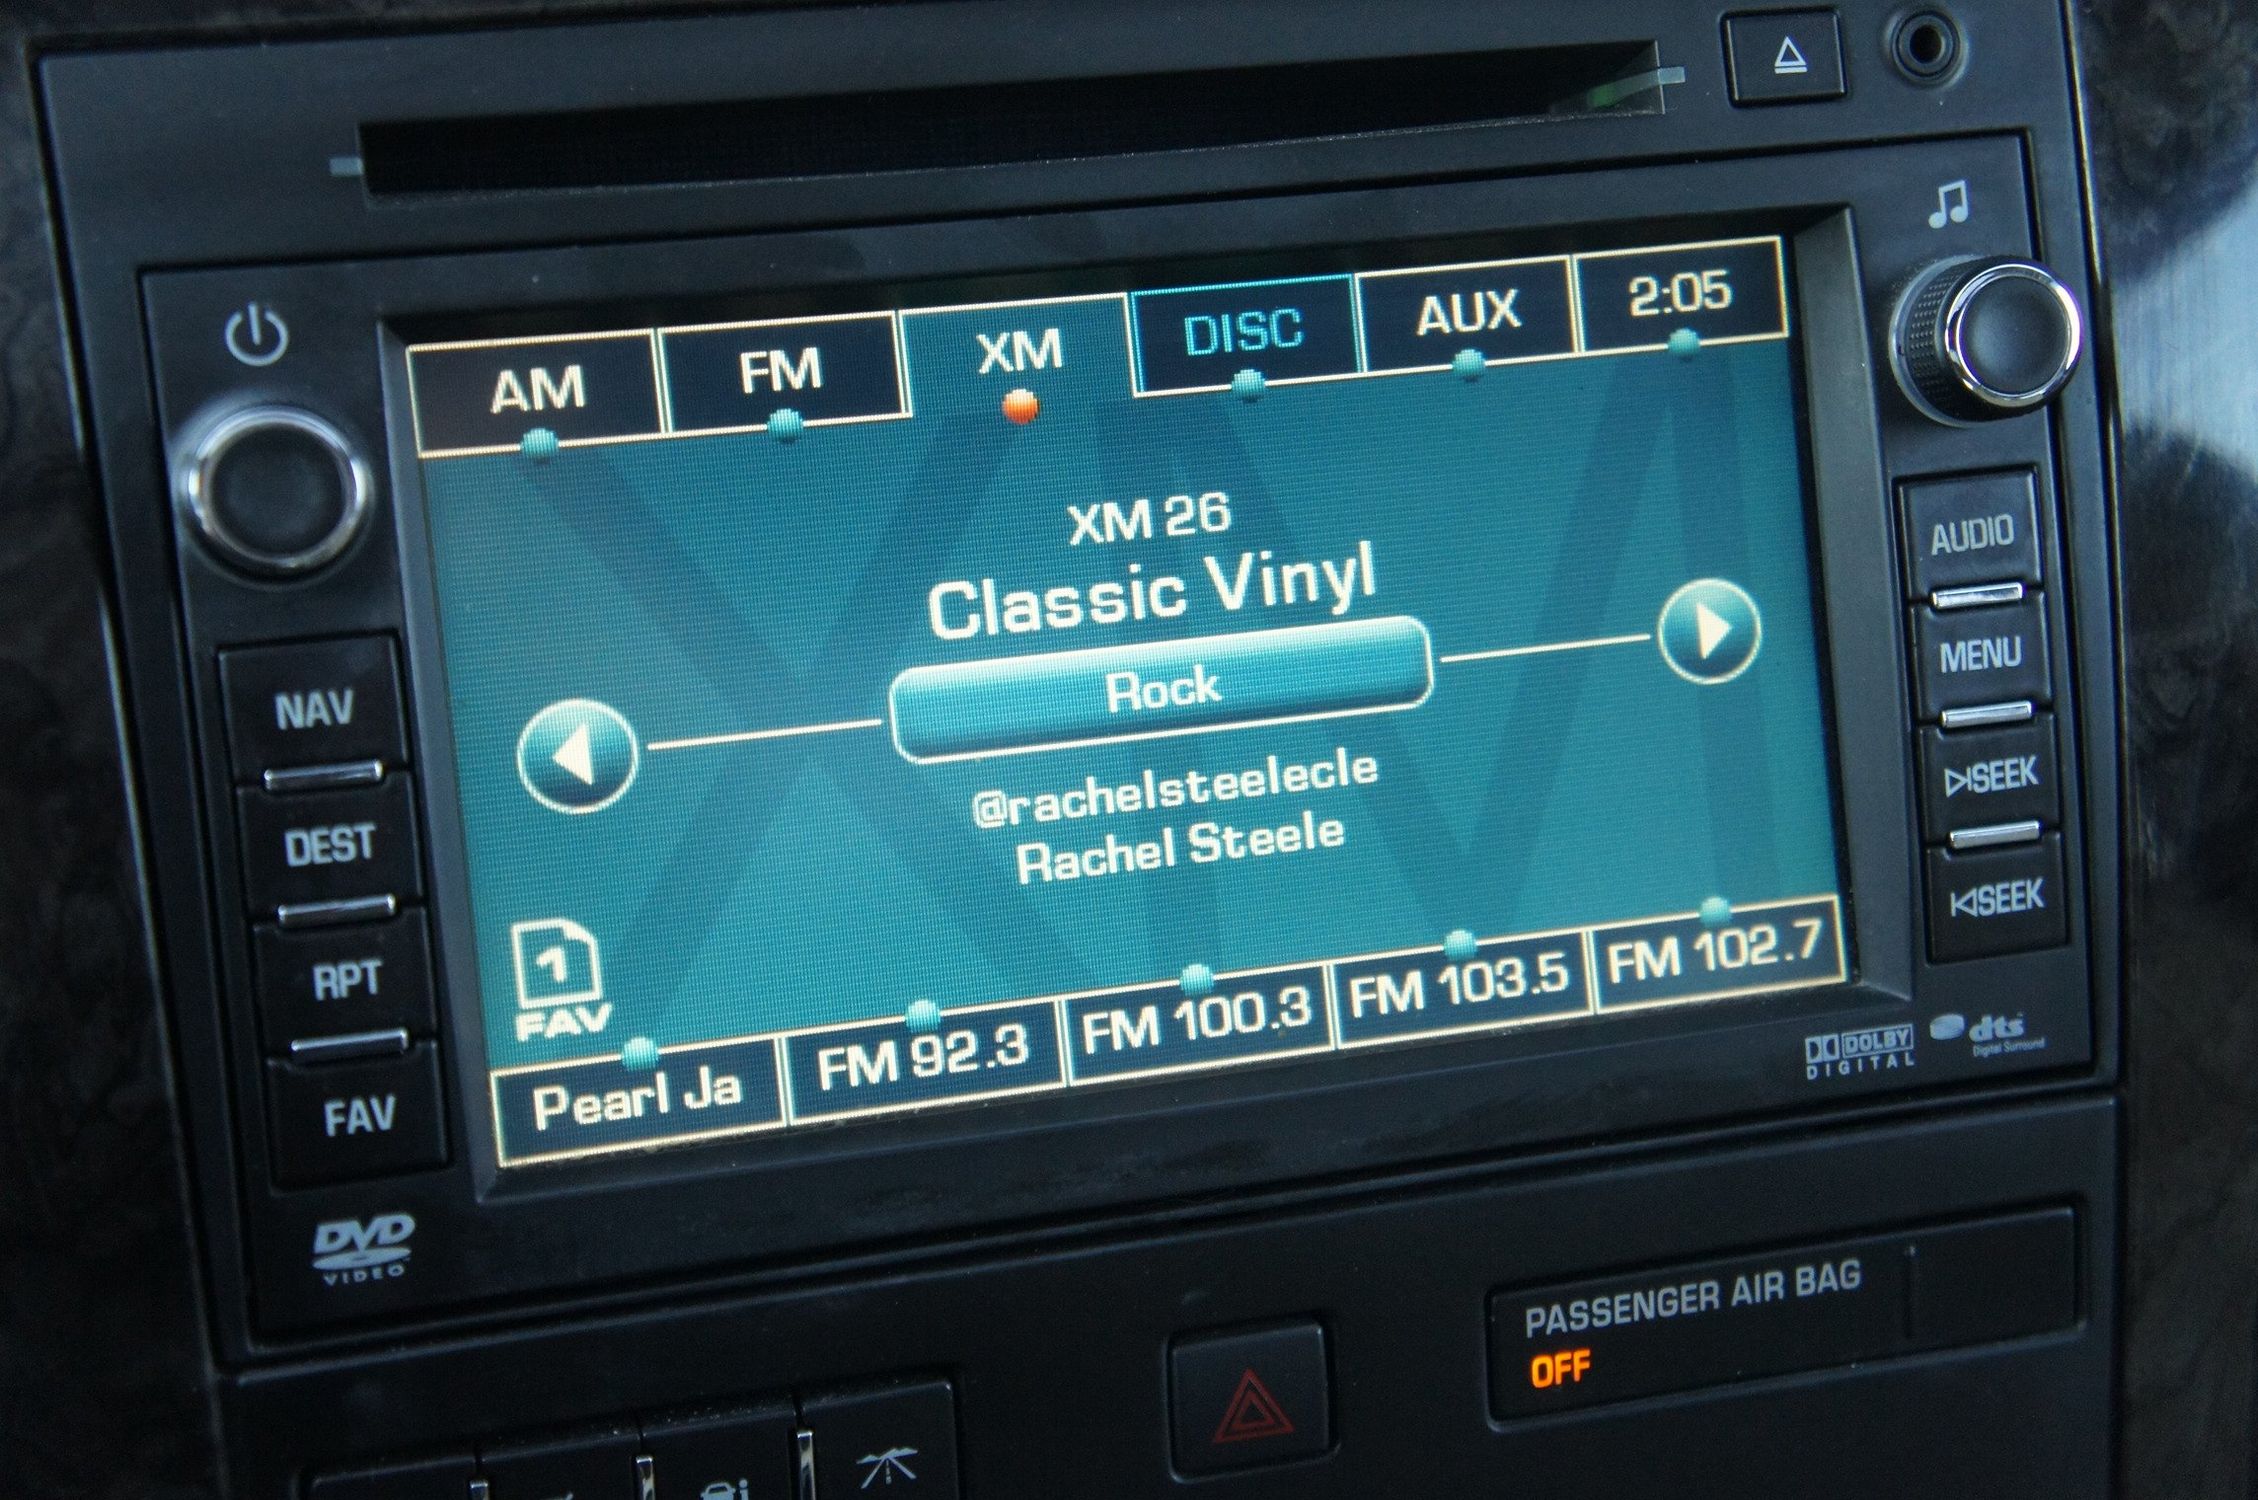 AM FM XM DISC AUX 2:05
XM 26
Classic Vinyl
Rock
@rachelsteelecle
Rachel Steele
1
FAV
Pearl Ja FM 92.3 FM 100.3 FM 103.5 FM 102.7
NAV
DEST
RPT
FAV
AUDIO
MENU
SEEK
SEEK
DVD
VIDEO
DOLBY
DIGITAL
dts
Digital Surround
PASSENGER AIR BAG
OFF